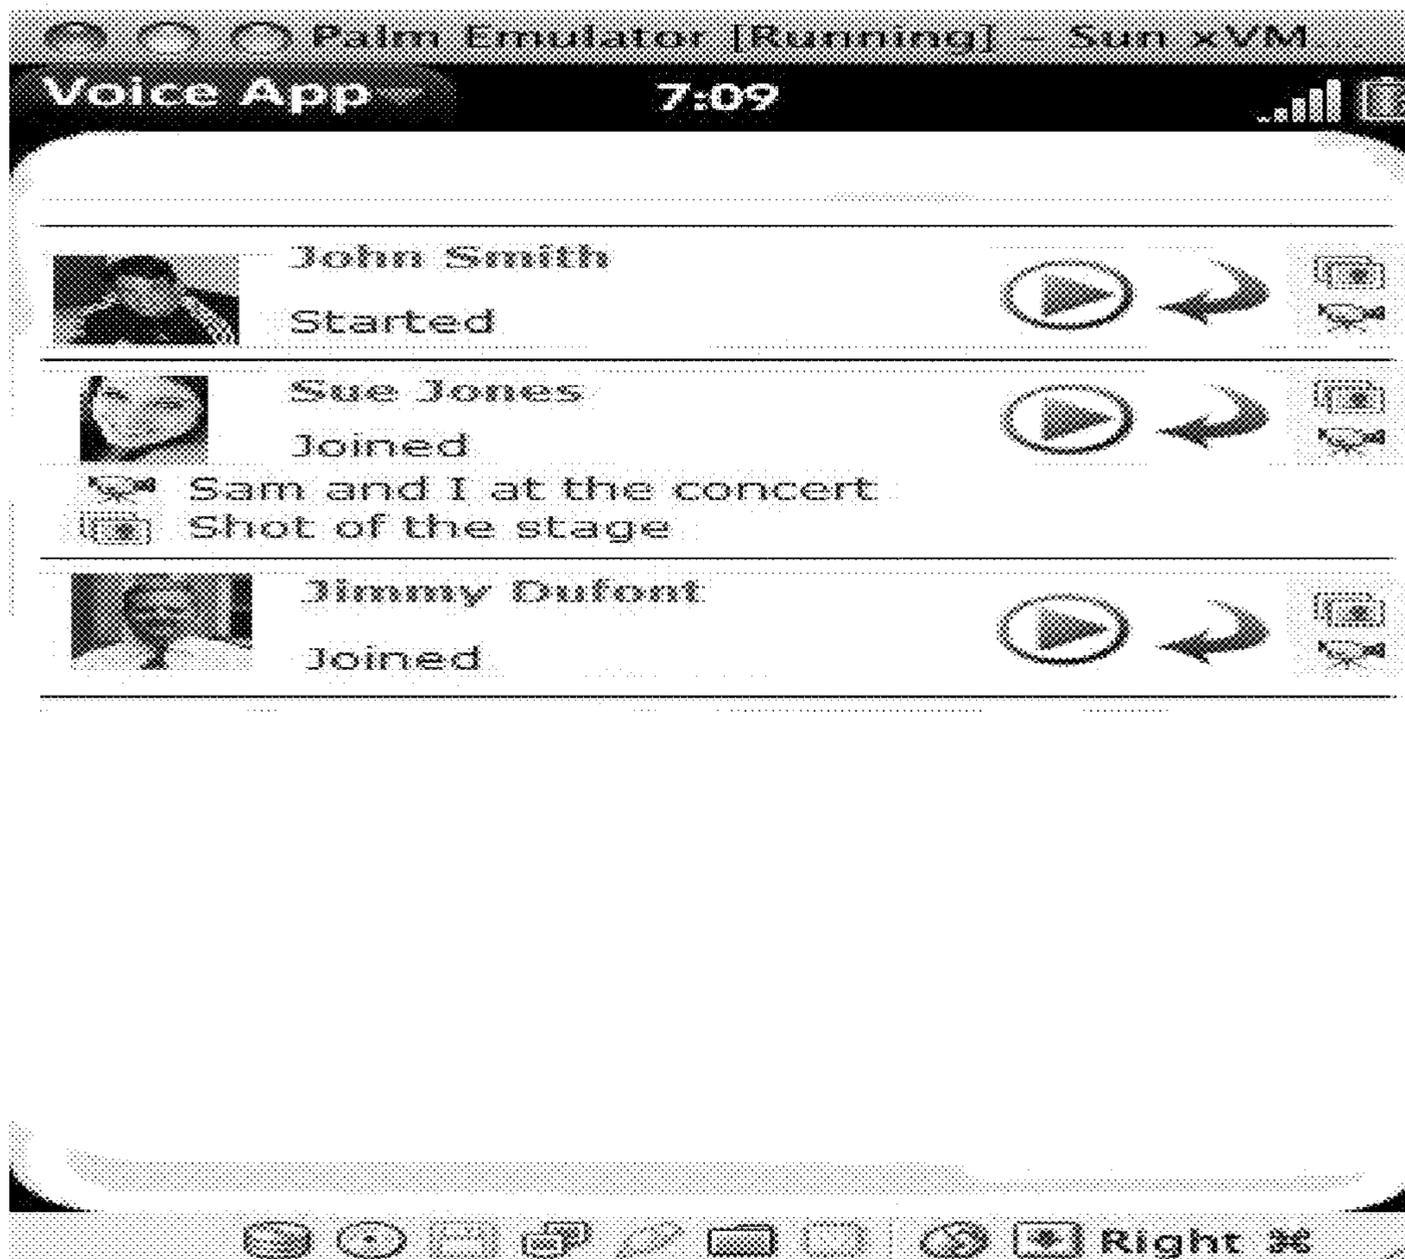 Palm Emulator [Running] – Sun xVM...
Voice App 7:09
John Smith
Started
Sue Jones
Joined
Sam and I at the concert
Shot of the stage
Jimmy Dufont
Joined
Right ⌘